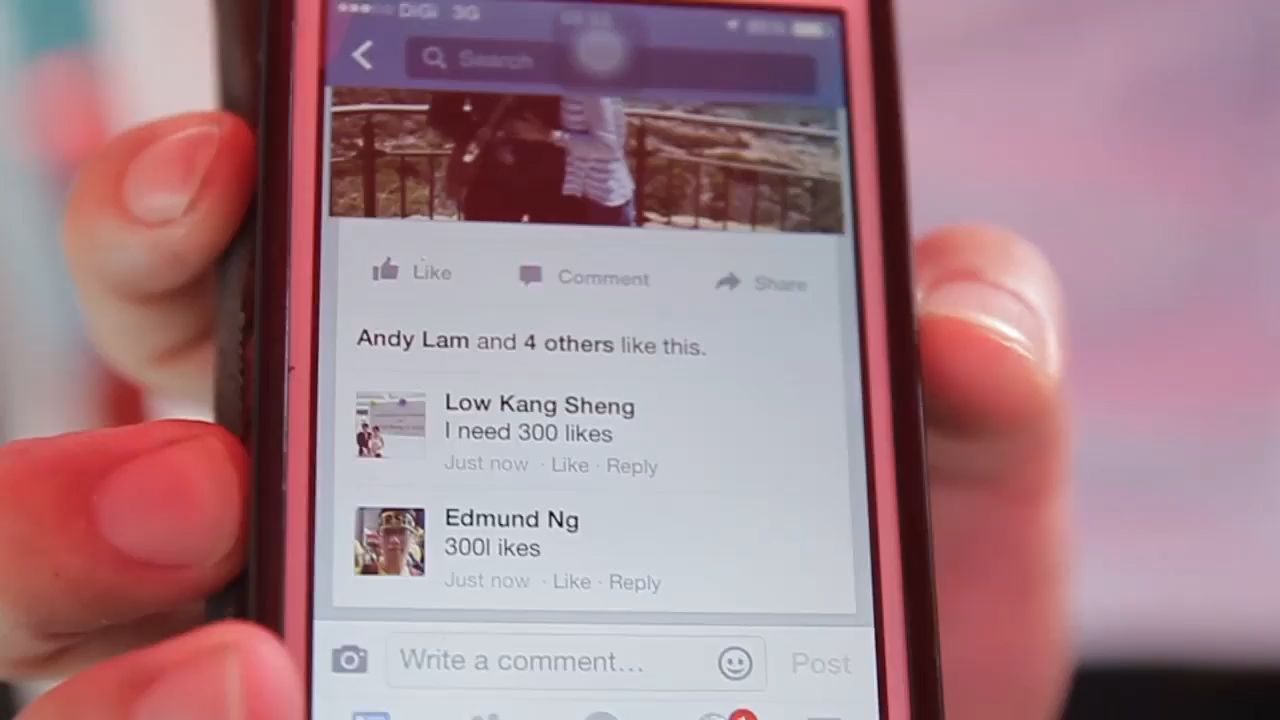 DiGi 3G
Search
Like Comment Share
Andy Lam and 4 others like this.
Low Kang Sheng
I need 300 likes
Just now · Like · Reply
Edmund Ng
300l ikes
Just now · Like · Reply
Write a comment... Post